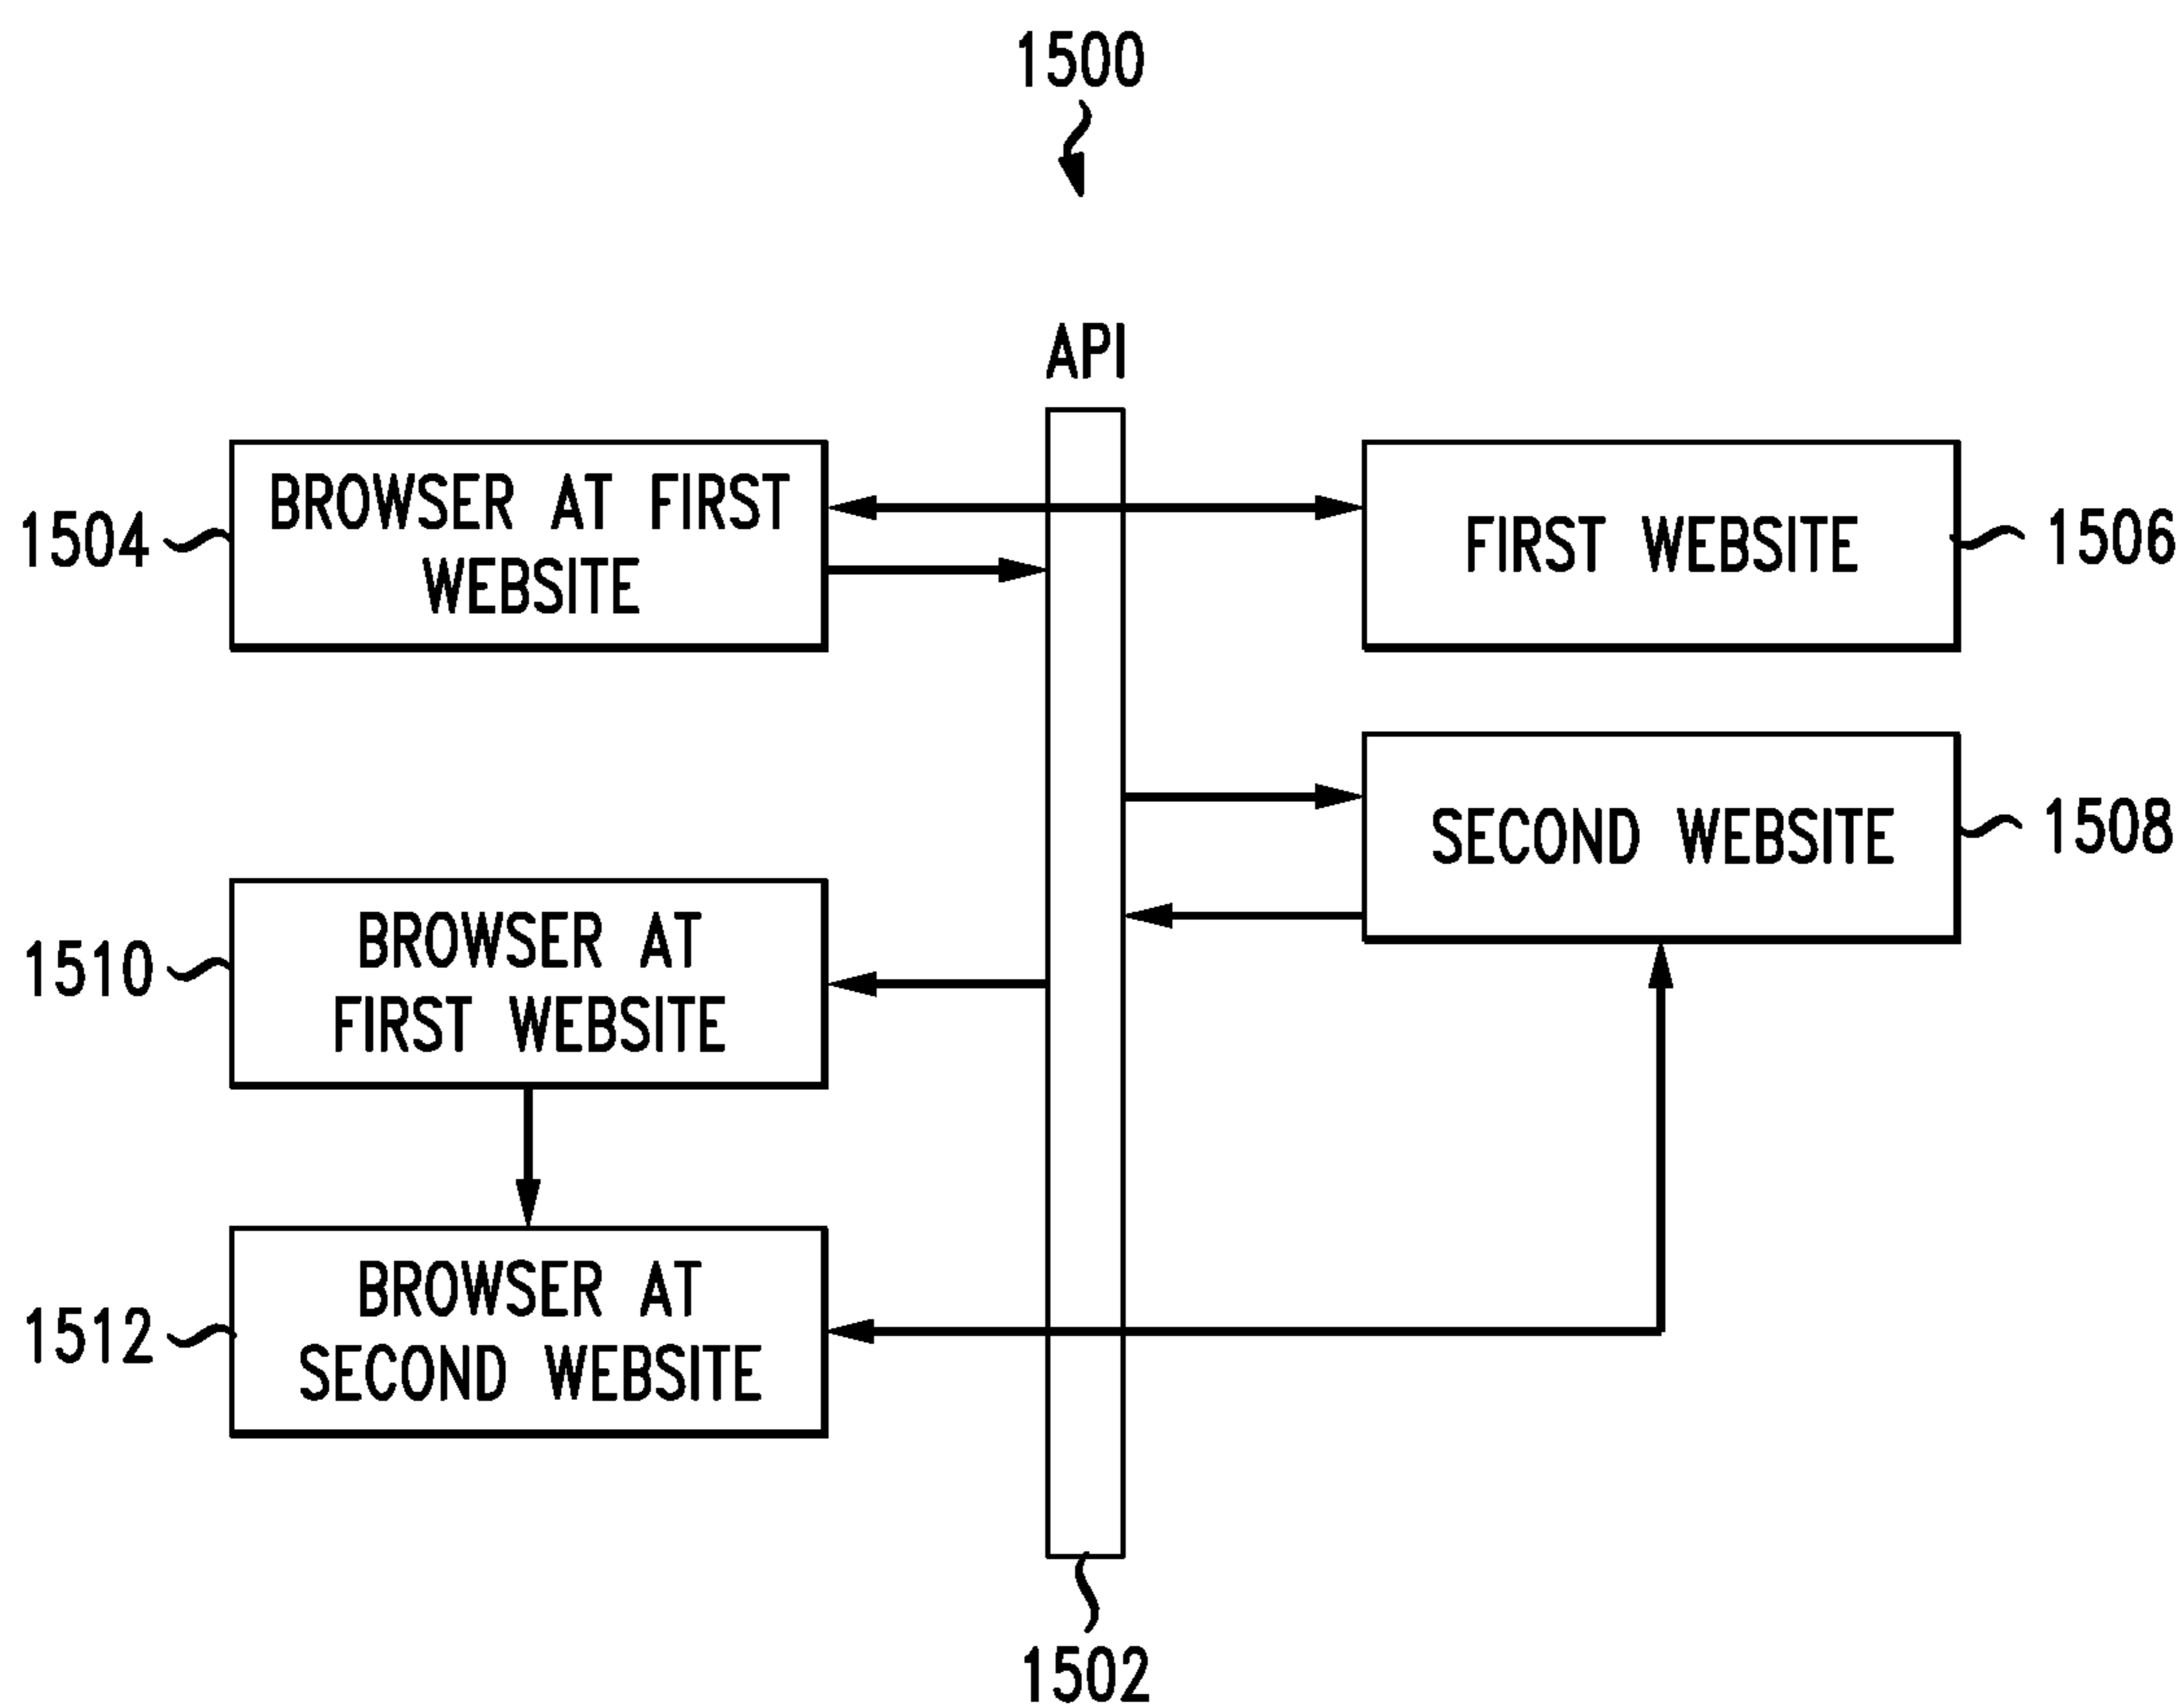 1500
API
1504
BROWSER AT FIRST
WEBSITE
FIRST WEBSITE
1506
SECOND WEBSITE
1508
1510
BROWSER AT
FIRST WEBSITE
1512
BROWSER AT
SECOND WEBSITE
1502